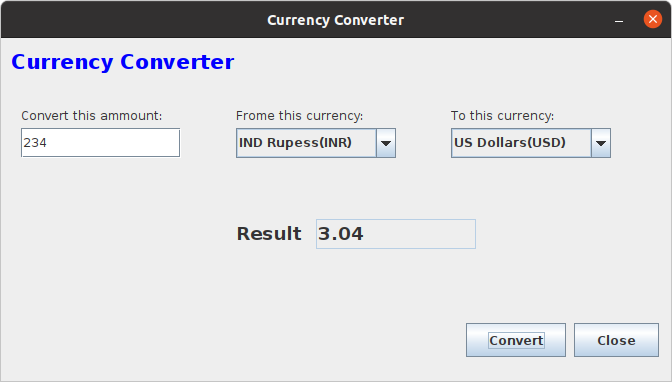 Currency Converter
Currency Converter
Convert this ammount:
Frome this currency:
To this currency:
234
IND Rupess(INR)
US Dollars(USD)
Result
3.04
Convert
Close